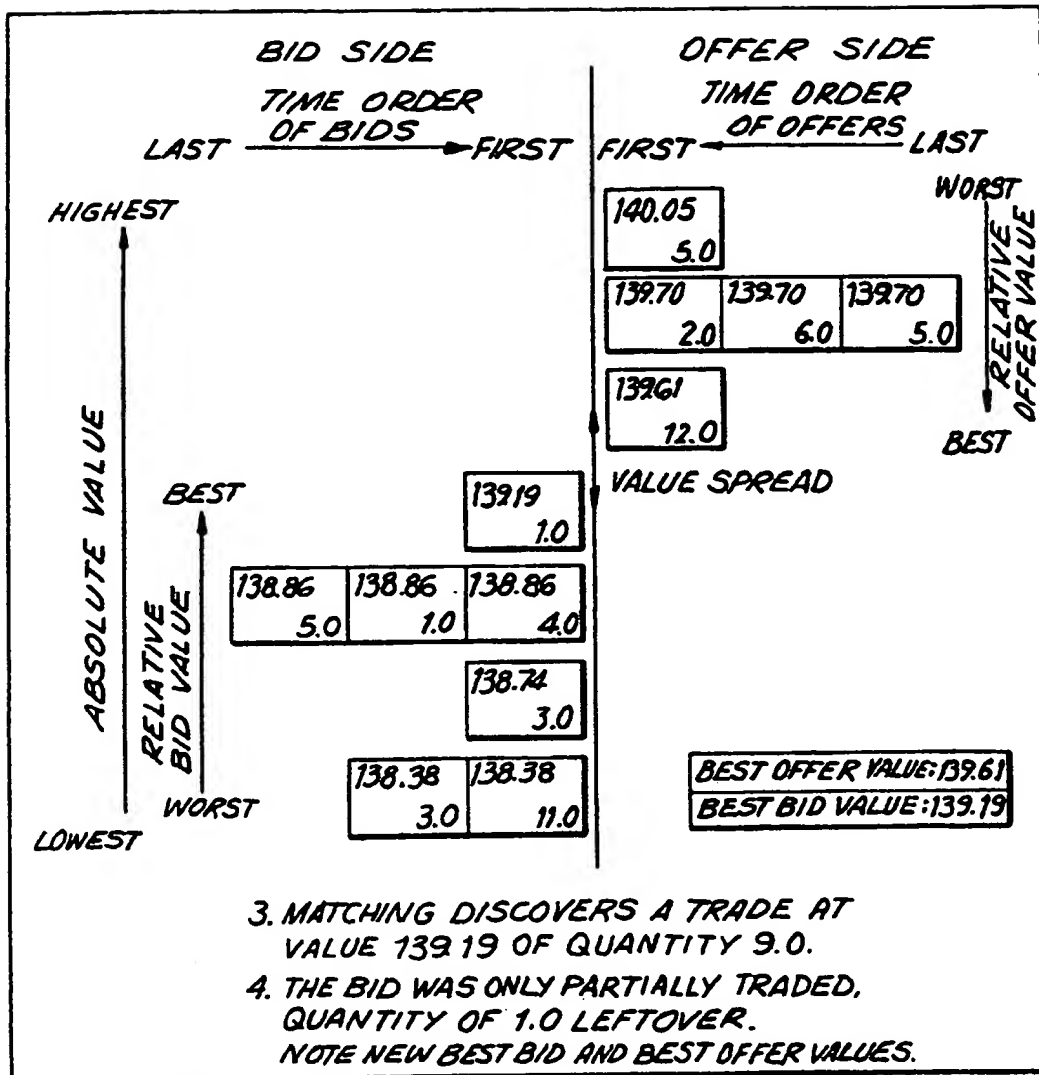 BID SIDE
OFFER SIDE
TIME ORDER
OF BIDS
TIME ORDER
OF OFFERS
LAST
FIRST
FIRST
LAST
HIGHEST
WORST
140.05
5.0
139.70 139.70 139.70
2.0 6.0 5.0
RELATIVE
OFFER VALUE
139.61
12.0
BEST
VALUE SPREAD
ABSOLUTE VALUE
BEST
139.19
1.0
RELATIVE
BID VALUE
138.86 138.86 138.86
5.0 1.0 4.0
138.74
3.0
138.38 138.38
3.0 11.0
WORST
LOWEST
BEST OFFER VALUE:139.61
BEST BID VALUE:139.19
3. MATCHING DISCOVERS A TRADE AT
VALUE 139.19 OF QUANTITY 9.0.
4. THE BID WAS ONLY PARTIALLY TRADED,
QUANTITY OF 1.0 LEFTOVER.
NOTE NEW BEST BID AND BEST OFFER VALUES.